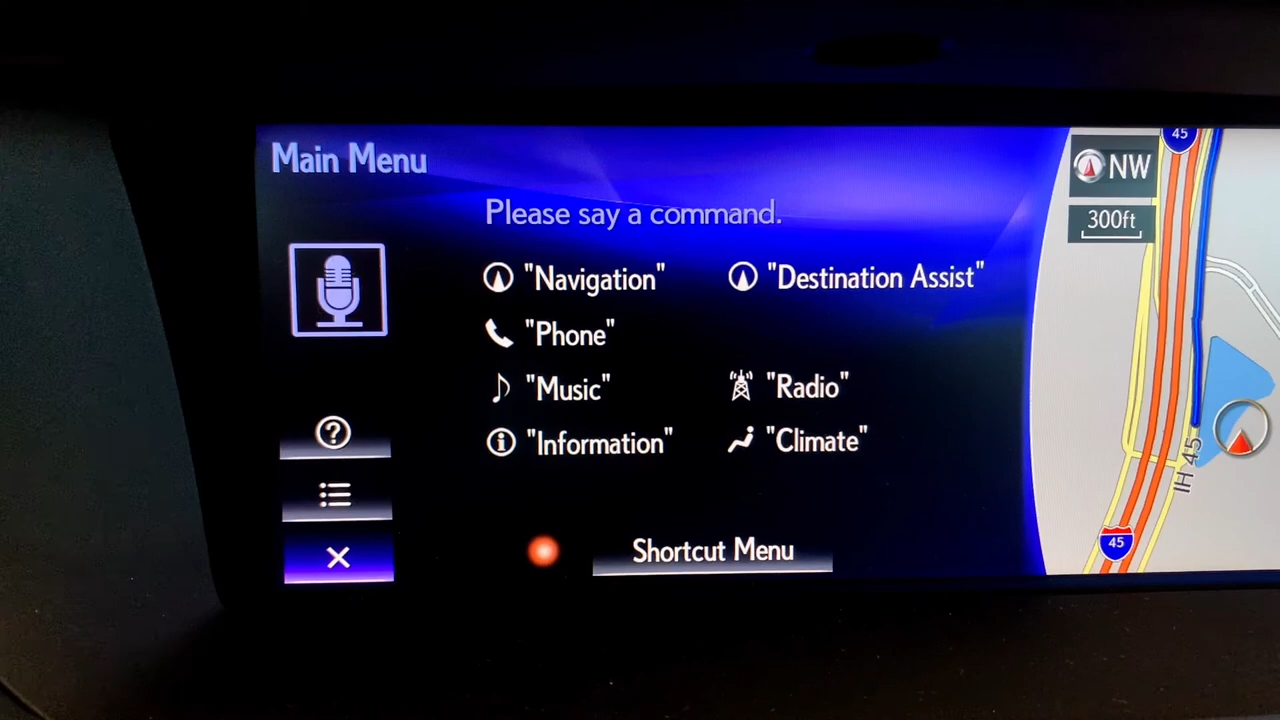 Main Menu
Please say a command.
"Navigation" "Destination Assist"
"Phone"
"Music" "Radio"
"Information" "Climate"
Shortcut Menu
45
NW
300ft
IH 45
45